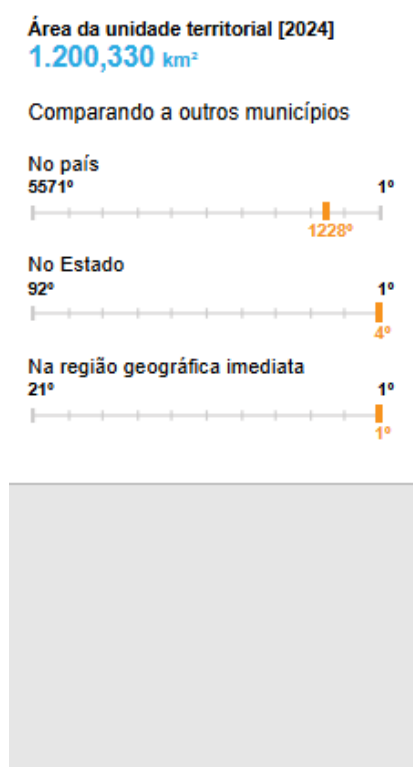 Área da unidade territorial [2024]
1.200,330 km²
Comparando a outros municípios
No país
5571º 1º
1228º
No Estado
92º 1º
4º
Na região geográfica imediata
21º 1º
1º